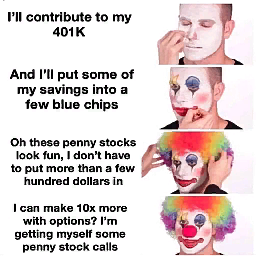 I'll contribute to my
401K
And I'll put some of
my savings into a
few blue chips
Oh these penny stocks
look fun, I don't have
to put more than a few
hundred dollars in
I can make 10x more
with options? I'm
getting myself some
penny stock calls